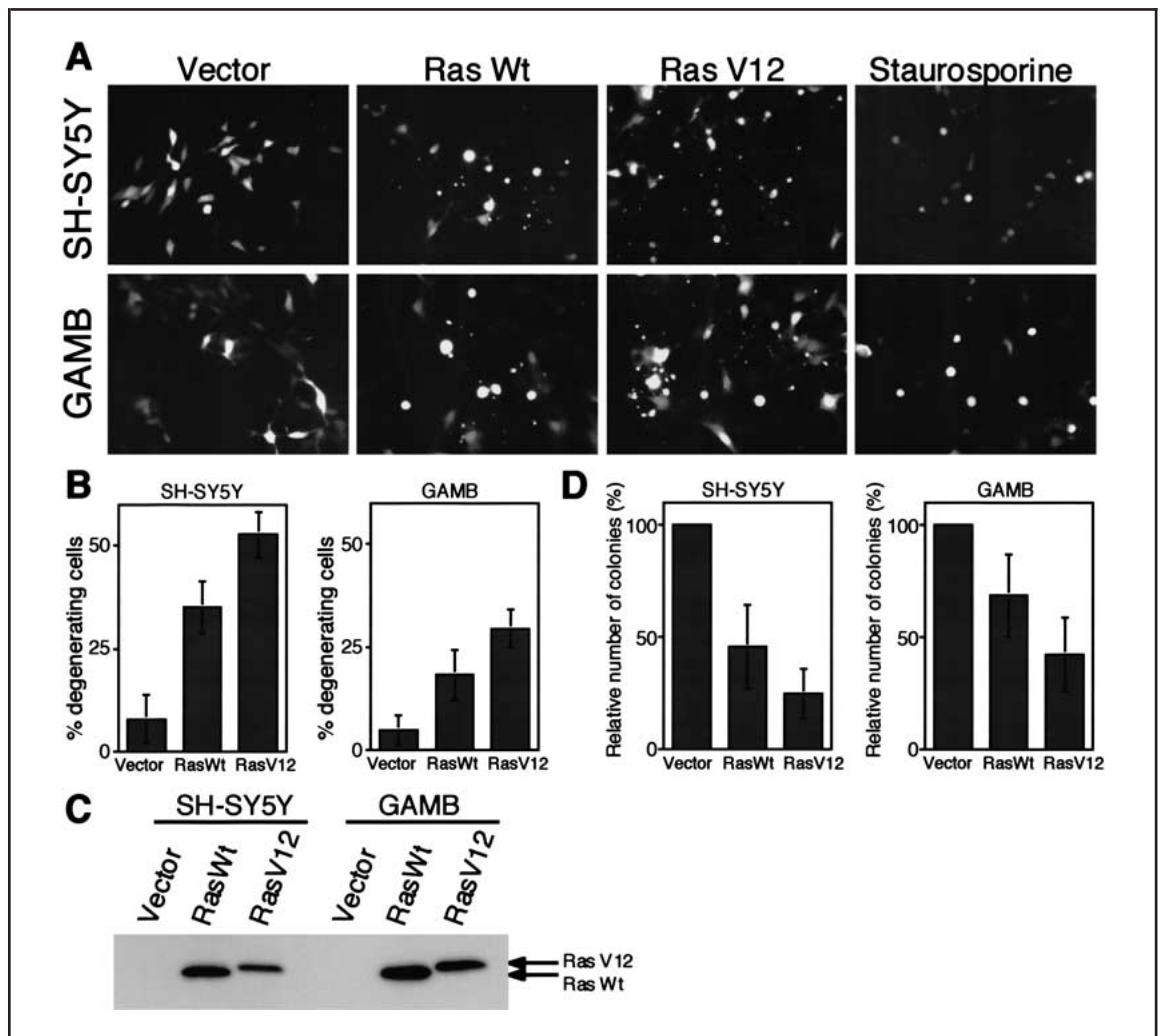 A
Vector Ras Wt Ras V12 Staurosporine
SH-SY5Y
GAMB
B
SH-SY5Y
% degenerating cells
50
25
0
Vector RasWt RasV12
GAMB
% degenerating cells
50
25
0
Vector RasWt RasV12
D
SH-SY5Y
Relative number of colonies (%)
100
50
0
Vector RasWt RasV12
GAMB
Relative number of colonies (%)
100
50
0
Vector RasWt RasV12
C
SH-SY5Y GAMB
Vector RasWt RasV12 Vector RasWt RasV12
Ras V12
Ras Wt